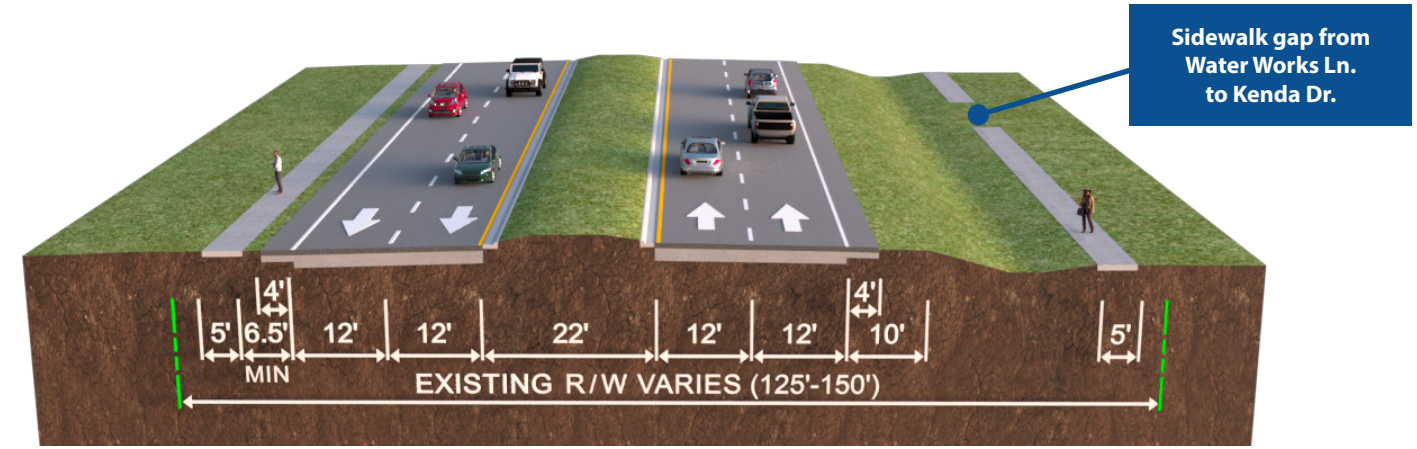 Sidewalk gap from
Water Works Ln.
to Kenda Dr.
4' 4'
5' 6.5' 12' 12' 22' 12' 12' 10' 5'
MIN
EXISTING R/W VARIES (125'-150')